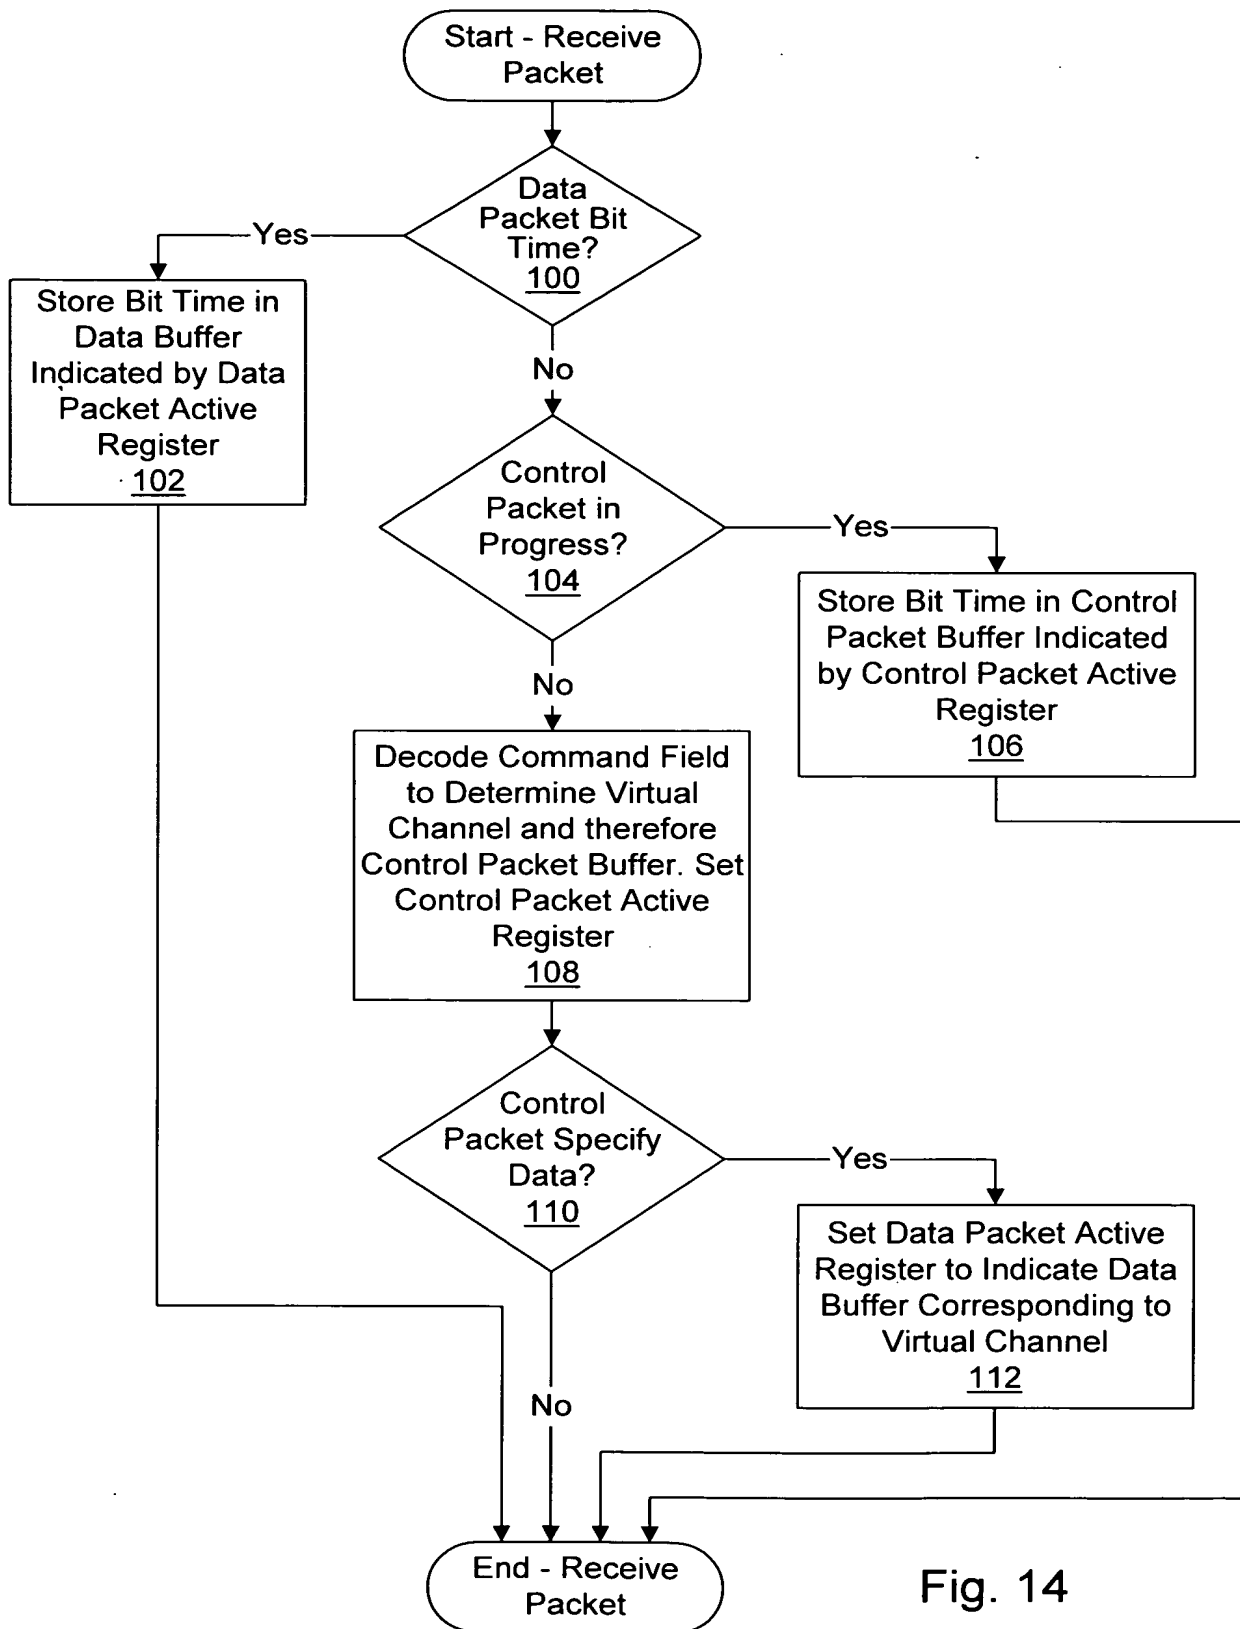 Start - Receive
Packet
Data
Packet Bit
Time?
100
Yes
No
Store Bit Time in
Data Buffer
Indicated by Data
Packet Active
Register
102
Control
Packet in
Progress?
104
Yes
No
Store Bit Time in Control
Packet Buffer Indicated
by Control Packet Active
Register
106
Decode Command Field
to Determine Virtual
Channel and therefore
Control Packet Buffer. Set
Control Packet Active
Register
108
Control
Packet Specify
Data?
110
Yes
No
Set Data Packet Active
Register to Indicate Data
Buffer Corresponding to
Virtual Channel
112
End - Receive
Packet
Fig. 14